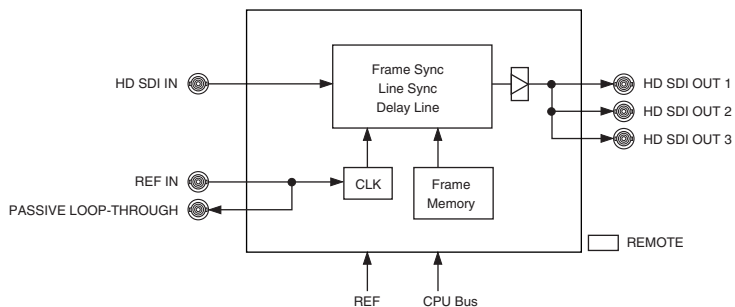 HD SDI IN
Frame Sync
Line Sync
Delay Line
HD SDI OUT 1
HD SDI OUT 2
HD SDI OUT 3
REF IN
CLK
Frame
Memory
PASSIVE LOOP-THROUGH
REMOTE
REF
CPU Bus